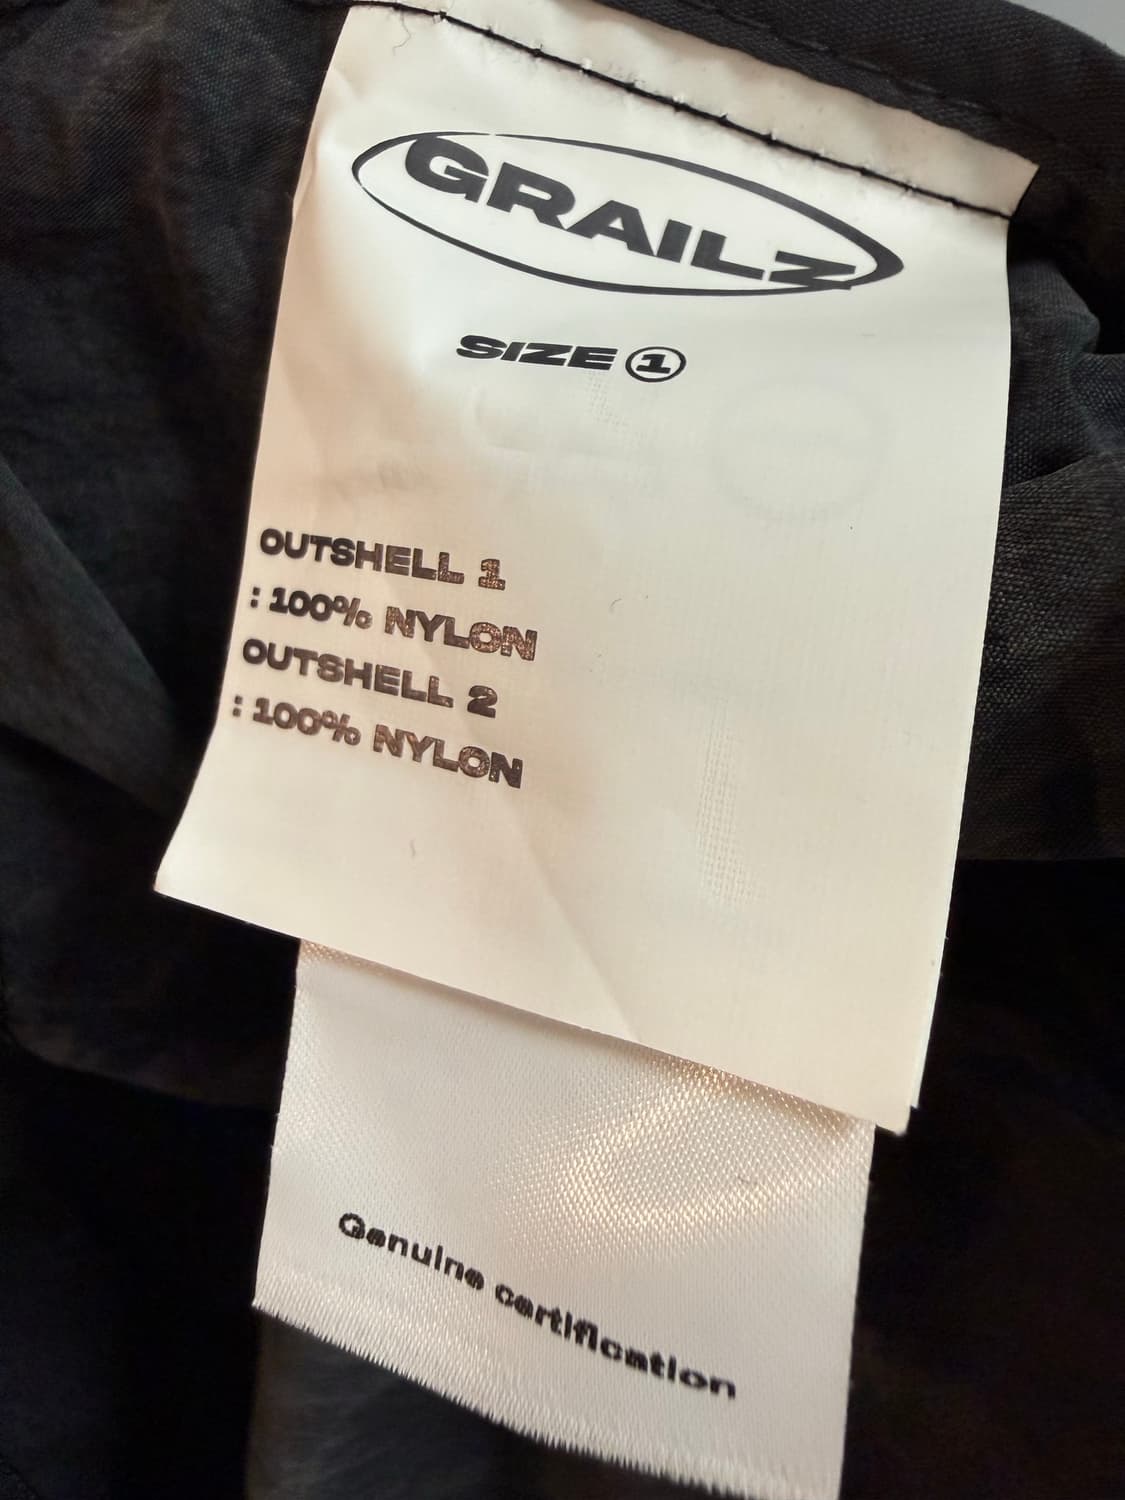 GRAILZ
SIZE 1
OUTSHELL 1
: 100% NYLON
OUTSHELL 2
: 100% NYLON
Genuine certification